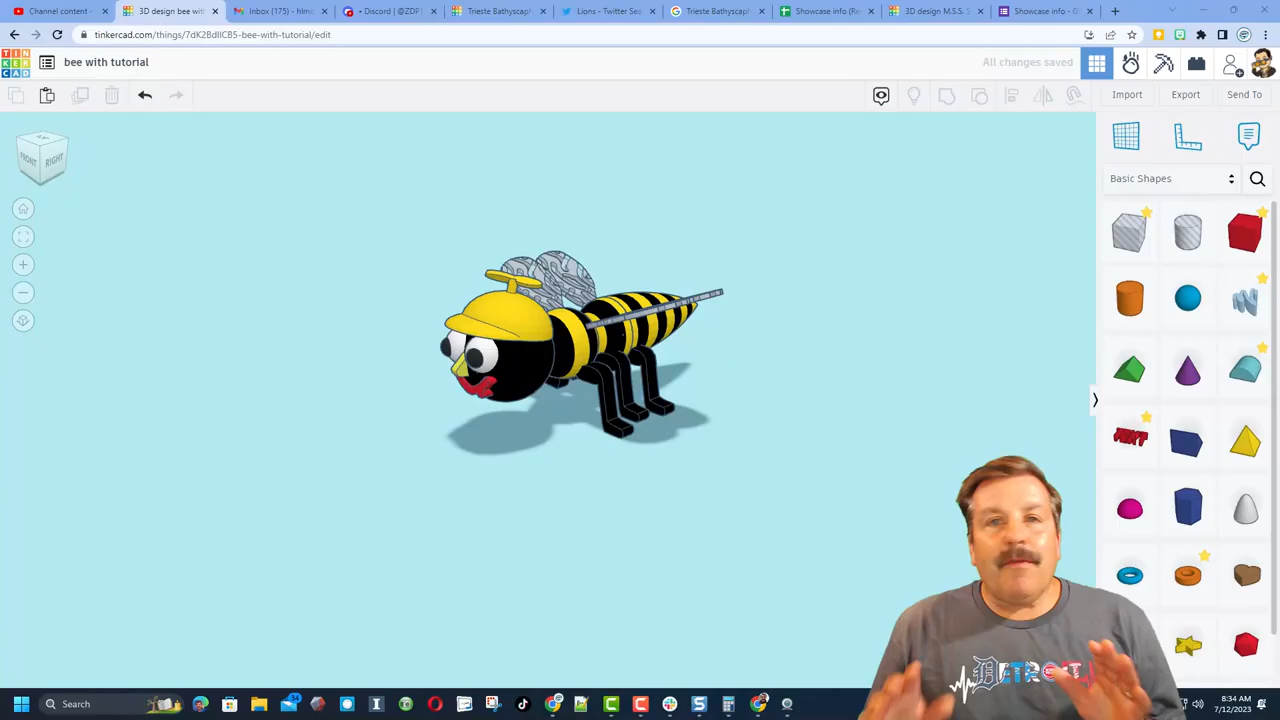 Channel content -
3D design bee wit
Inbox (175) - 
• Discord | @ZDP
Trieste Bathyscaph
Lions - Twitter Sea
Trieste Bathyscaph
Showcase info (Re
3D design M.S.S.
Showcase info - G
tinkercad.com/things/7dK2BdIICB5-bee-with-tutorial/edit
TIN
KER
CAD
bee with tutorial
All changes saved
Import
Export
Send To
FRONT
RIGHT
Basic Shapes
DETROIT
Search
8:34 AM
7/12/2023